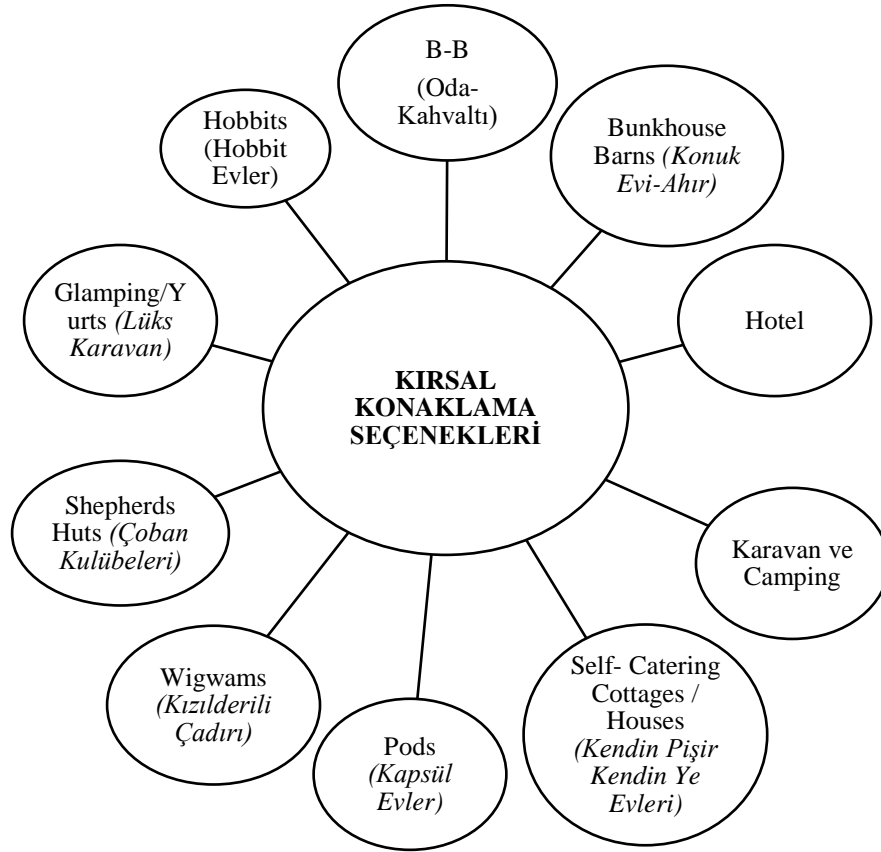 B-B
(Oda-
Kahvaltı)
Bunkhouse
Barns (Konuk
Evi-Ahır)
Hotel
Karavan ve
Camping
Self- Catering
Cottages /
Houses
(Kendin Pişir
Kendin Ye
Evleri)
Pods
(Kapsül
Evler)
Wigwams
(Kızılderili
Çadırı)
Shepherds
Huts (Çoban
Kulübeleri)
Glamping/Y
urts (Lüks
Karavan)
Hobbits
(Hobbit
Evler)
KIRSAL
KONAKLAMA
SEÇENEKLERİ